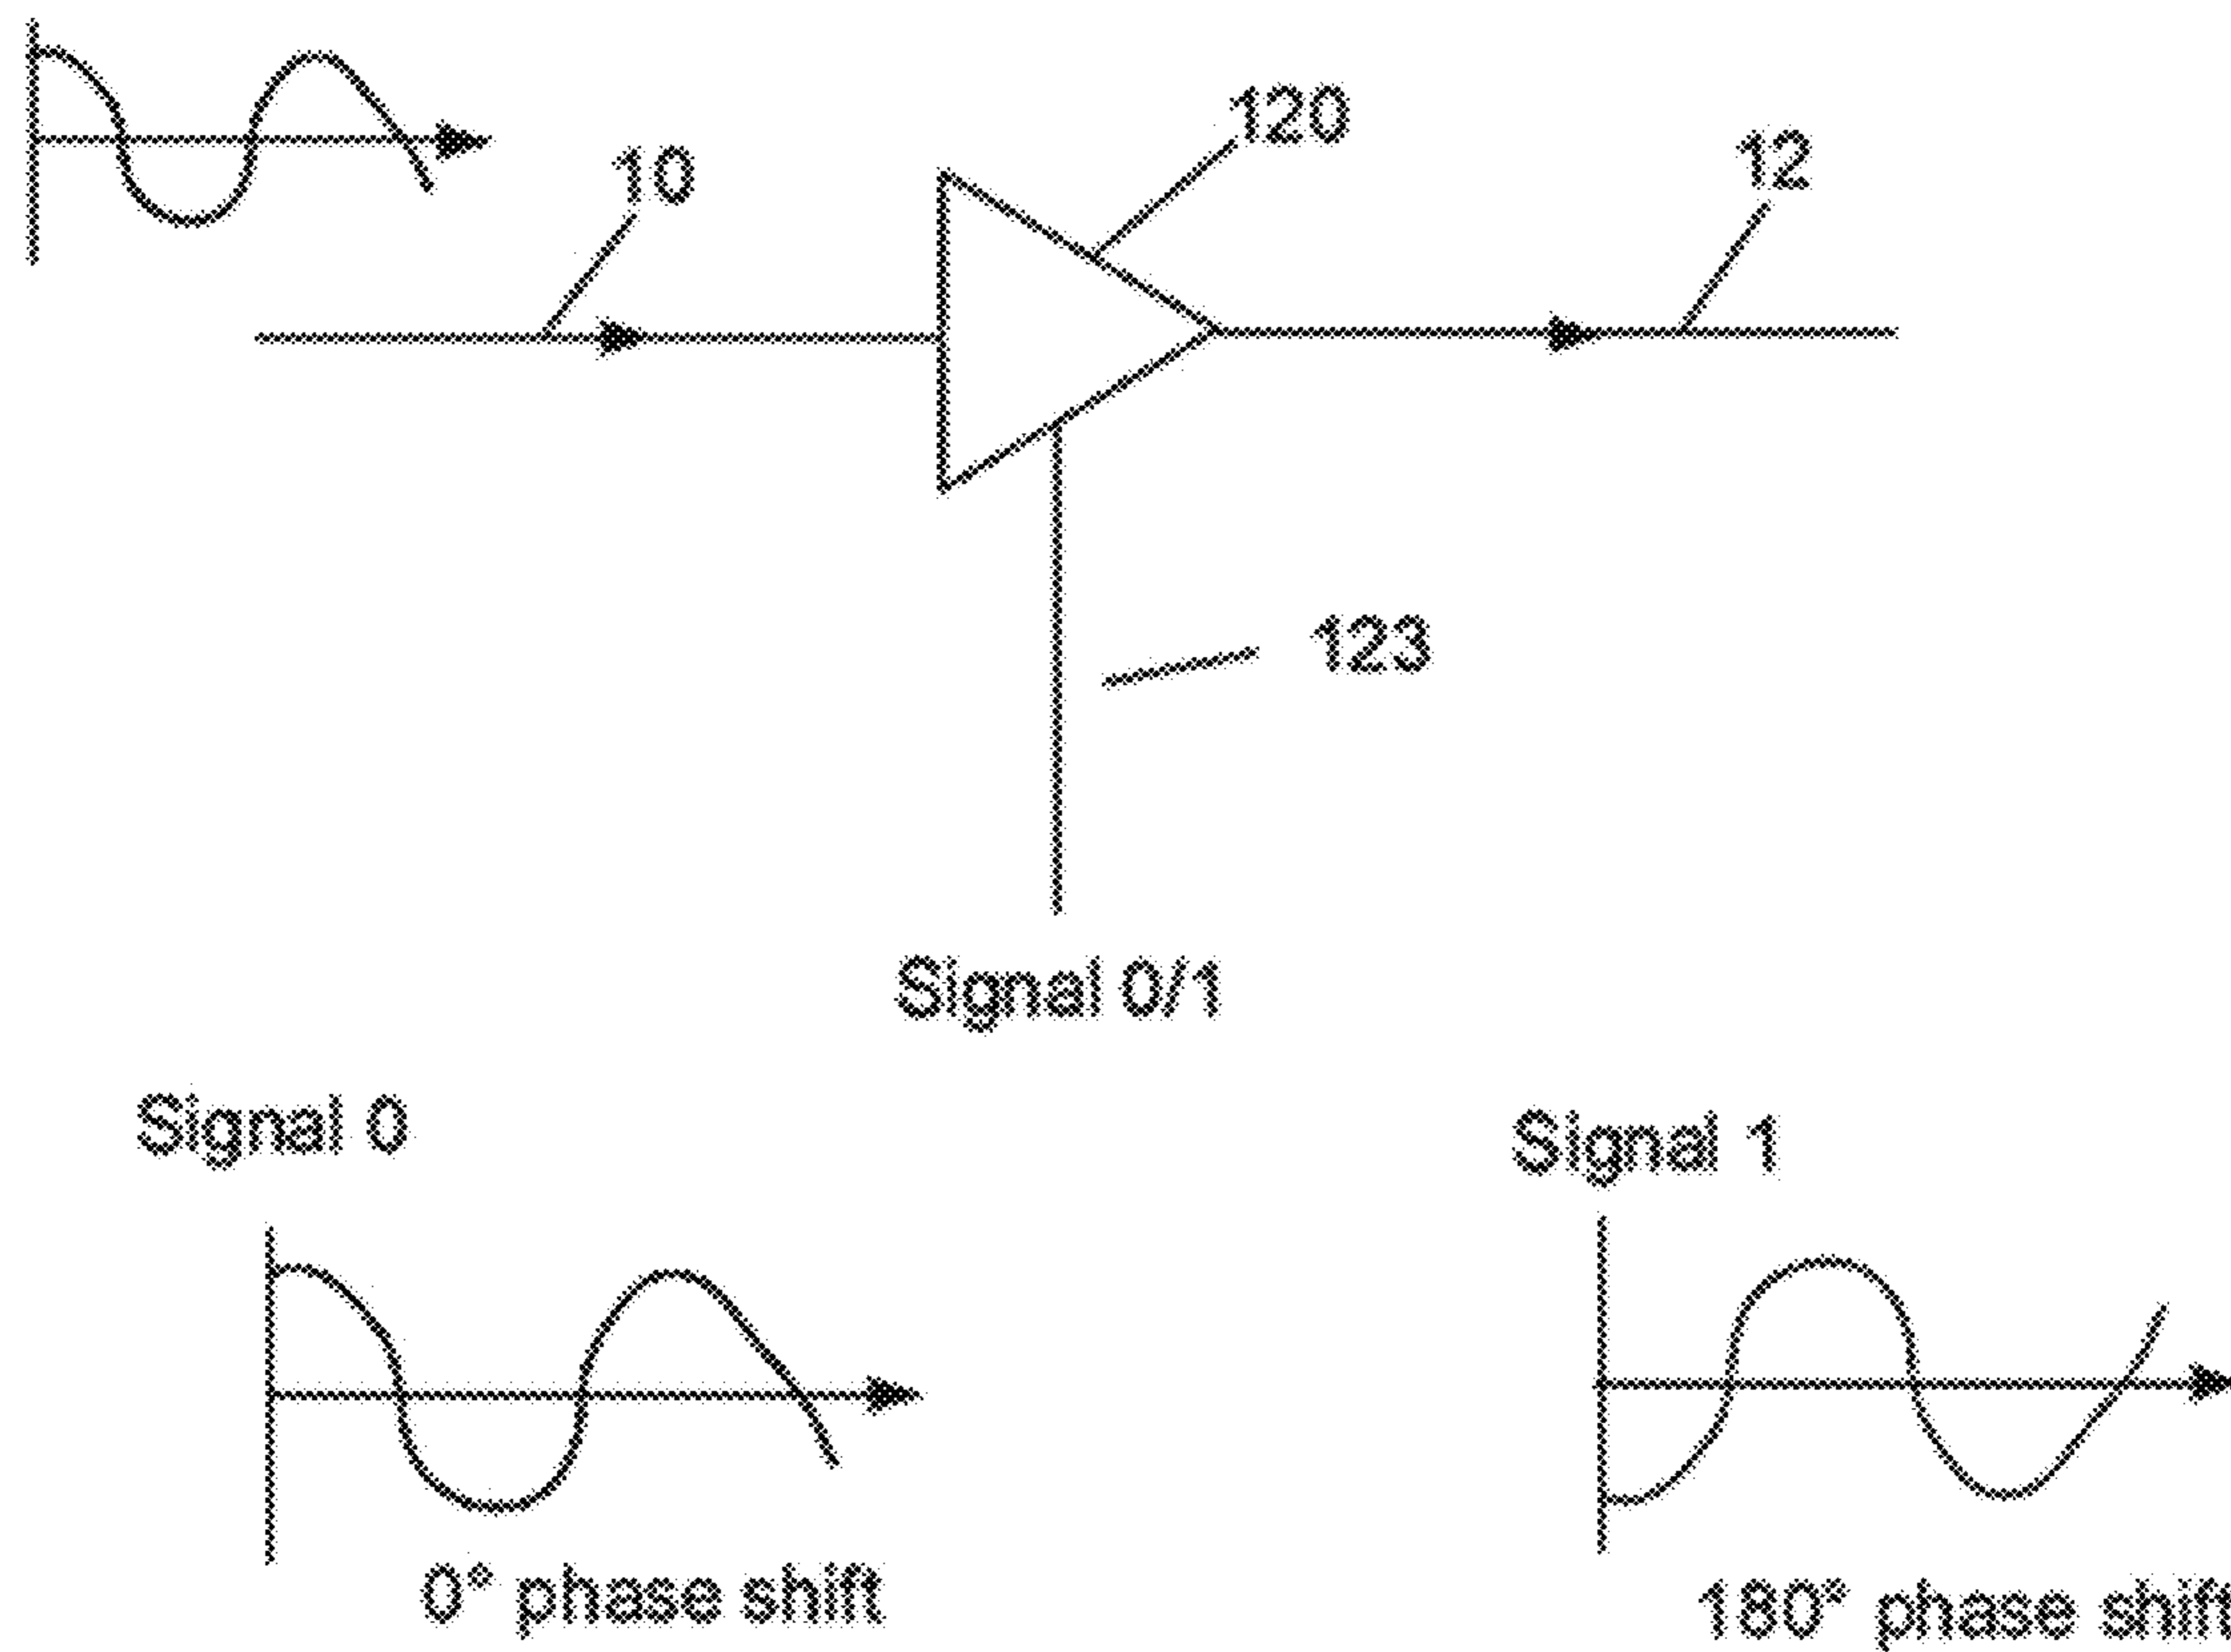 120
12
10
123
Signal 0/1
Signal 0
Signal 1
0° phase shift
180° phase shift